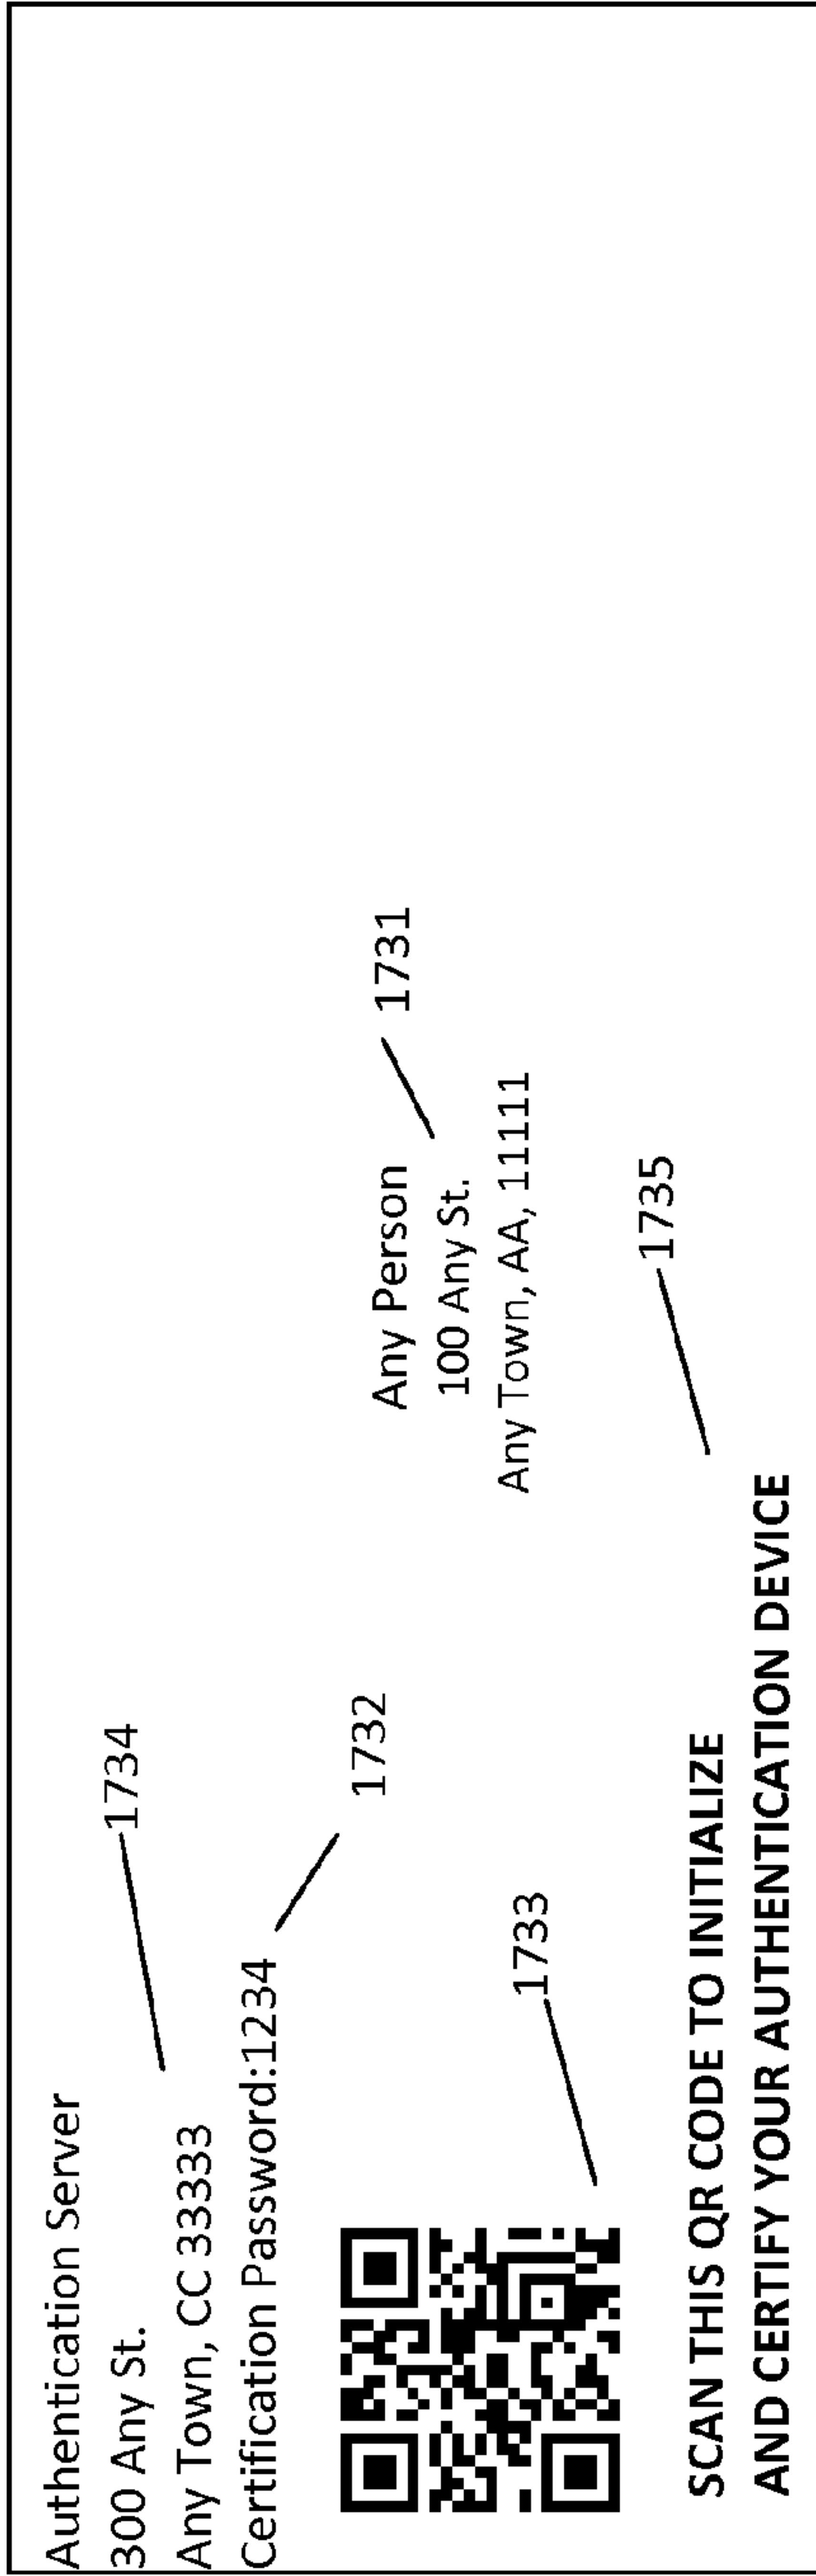 Authentication Server
300 Any St.
1734
Any Town, CC 33333
Certification Password:1234
1732
Any Person
1731
100 Any St.
Any Town, AA, 11111
1733
1735
SCAN THIS QR CODE TO INITIALIZE
AND CERTIFY YOUR AUTHENTICATION DEVICE